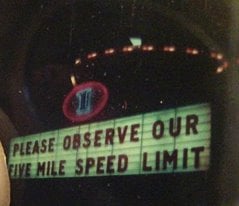 PLEASE OBSERVE OUR
FIVE MILE SPEED LIMIT